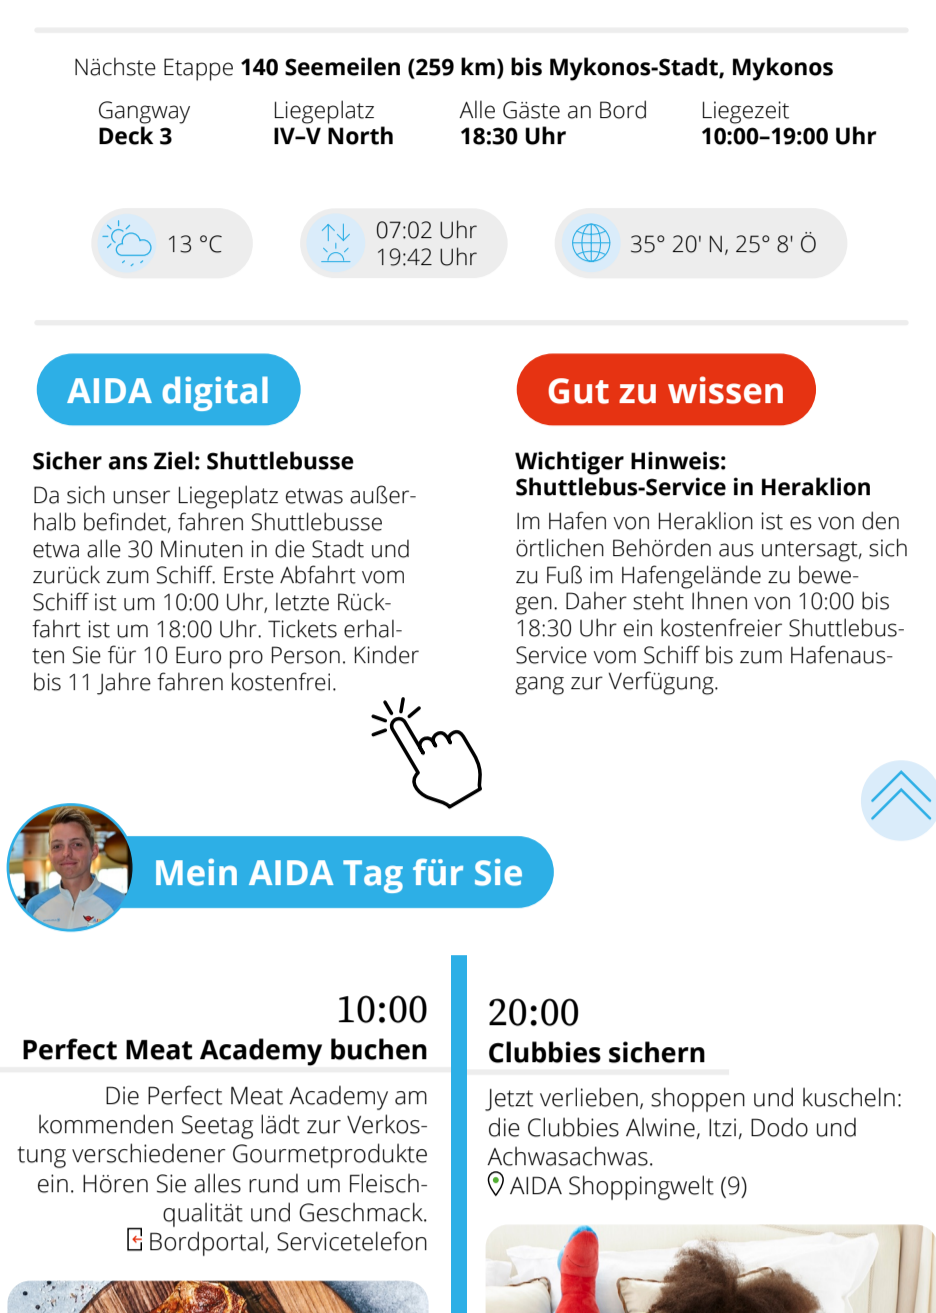 Nächste Etappe 140 Seemeilen (259 km) bis Mykonos-Stadt, Mykonos
Gangway
Deck 3
Liegeplatz
IV–V North
Alle Gäste an Bord
18:30 Uhr
Liegezeit
10:00–19:00 Uhr
13 °C
07:02 Uhr
19:42 Uhr
35° 20' N, 25° 8' Ö
AIDA digital
Sicher ans Ziel: Shuttlebusse
Da sich unser Liegeplatz etwas außer-
halb befindet, fahren Shuttlebusse
etwa alle 30 Minuten in die Stadt und
zurück zum Schiff. Erste Abfahrt vom
Schiff ist um 10:00 Uhr, letzte Rück-
fahrt ist um 18:00 Uhr. Tickets erhal-
ten Sie für 10 Euro pro Person. Kinder
bis 11 Jahre fahren kostenfrei.
Gut zu wissen
Wichtiger Hinweis:
Shuttlebus-Service in Heraklion
Im Hafen von Heraklion ist es von den
örtlichen Behörden aus untersagt, sich
zu Fuß im Hafengelände zu bewe-
gen. Daher steht Ihnen von 10:00 bis
18:30 Uhr ein kostenfreier Shuttlebus-
Service vom Schiff bis zum Hafenaus-
gang zur Verfügung.
Mein AIDA Tag für Sie
10:00
Perfect Meat Academy buchen
Die Perfect Meat Academy am
kommenden Seetag lädt zur Verkos-
tung verschiedener Gourmetprodukte
ein. Hören Sie alles rund um Fleisch-
qualität und Geschmack.
Bordportal, Servicetelefon
20:00
Clubbies sichern
Jetzt verlieben, shoppen und kuscheln:
die Clubbies Alwine, Itzi, Dodo und
Achwasachwas.
AIDA Shoppingwelt (9)